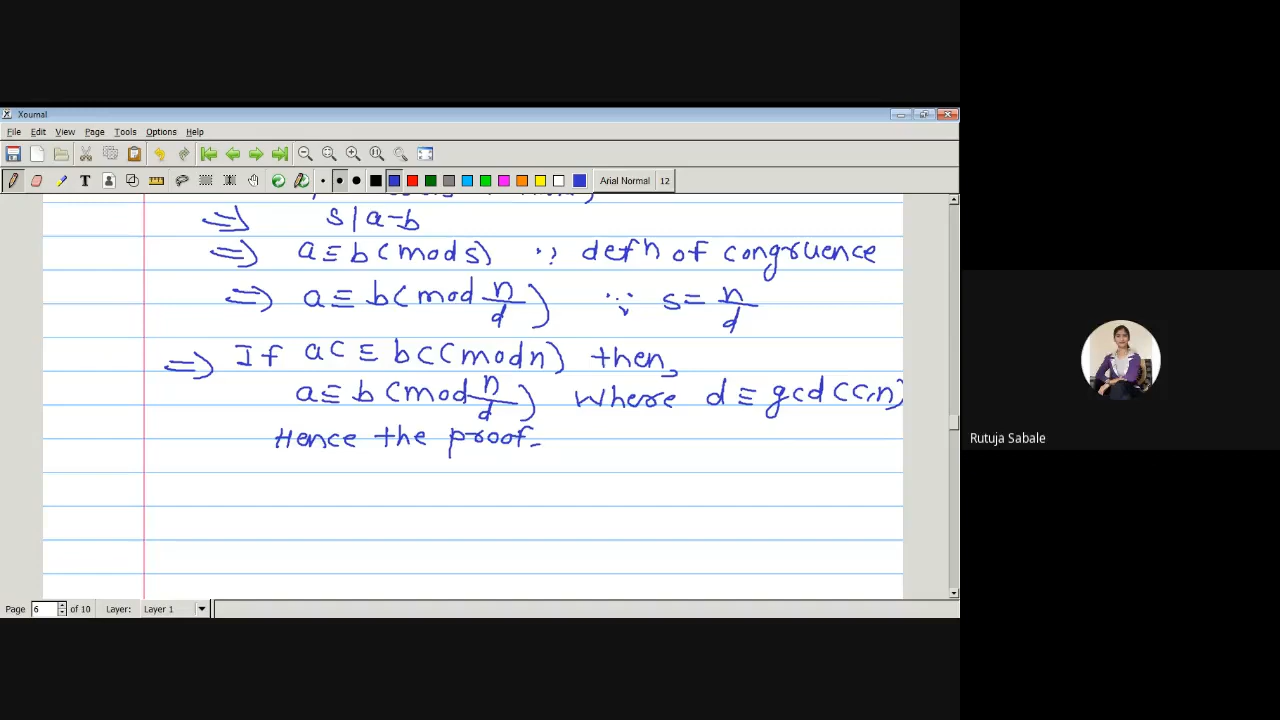 Xournal
File Edit View Page Tools Options Help
Arial Normal 12
⇒ s | a-b
⇒ a ≡ b (mod s) ∵ defn of congruence
⇒ a ≡ b (mod n/d) ∵ s = n/d
⇒ If ac ≡ bc (mod n) then,
a ≡ b (mod n/d) where d ≡ gcd (c,n)
Hence the proof.
Page 6 of 10 Layer: Layer 1
Rutuja Sabale